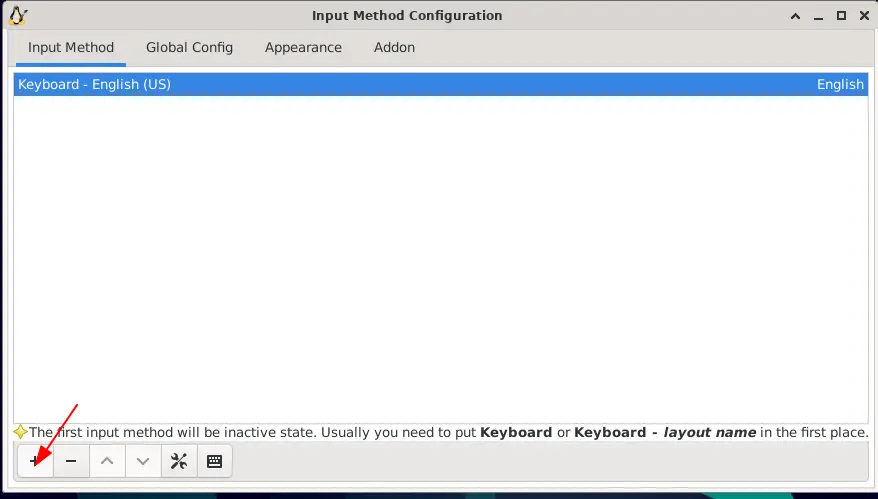 Input Method Configuration
Input Method Global Config Appearance Addon
Keyboard - English (US) English
The first input method will be inactive state. Usually you need to put Keyboard or Keyboard - layout name in the first place.